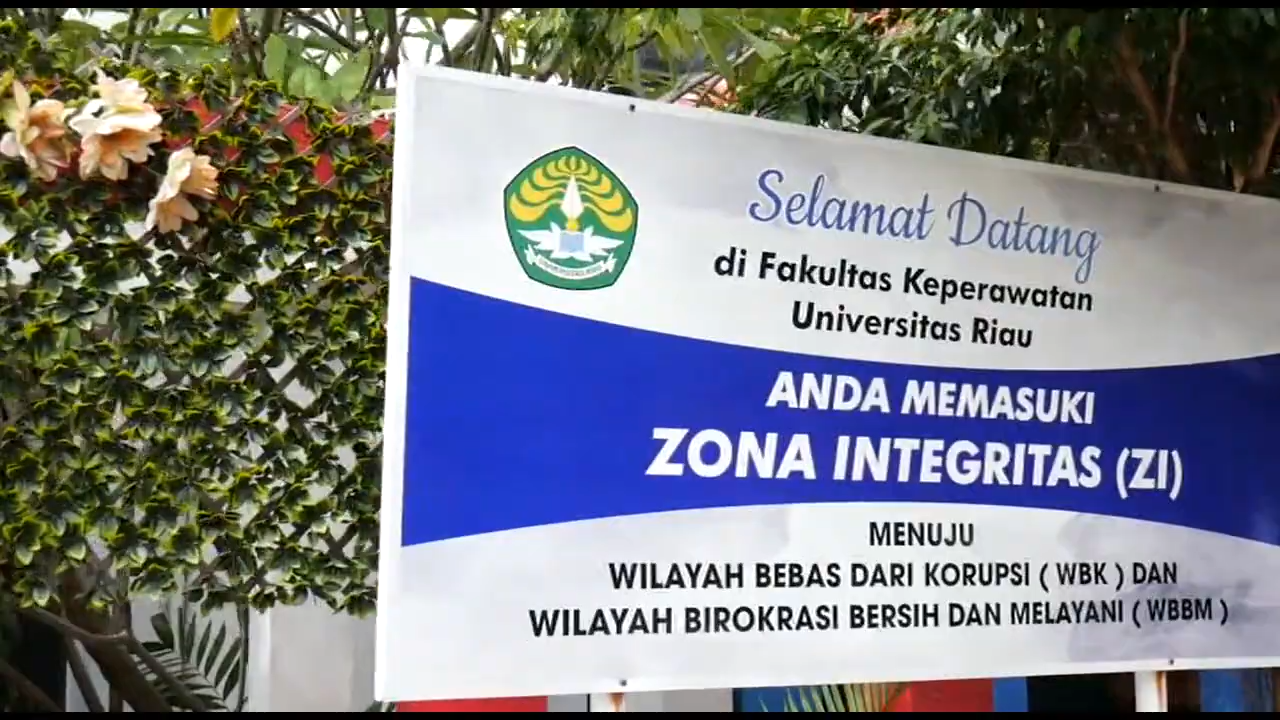 Selamat Datang
di Fakultas Keperawatan
Universitas Riau
ANDA MEMASUKI
ZONA INTEGRITAS (ZI)
MENUJU
WILAYAH BEBAS DARI KORUPSI ( WBK ) DAN
WILAYAH BIROKRASI BERSIH DAN MELAYANI ( WBBM )